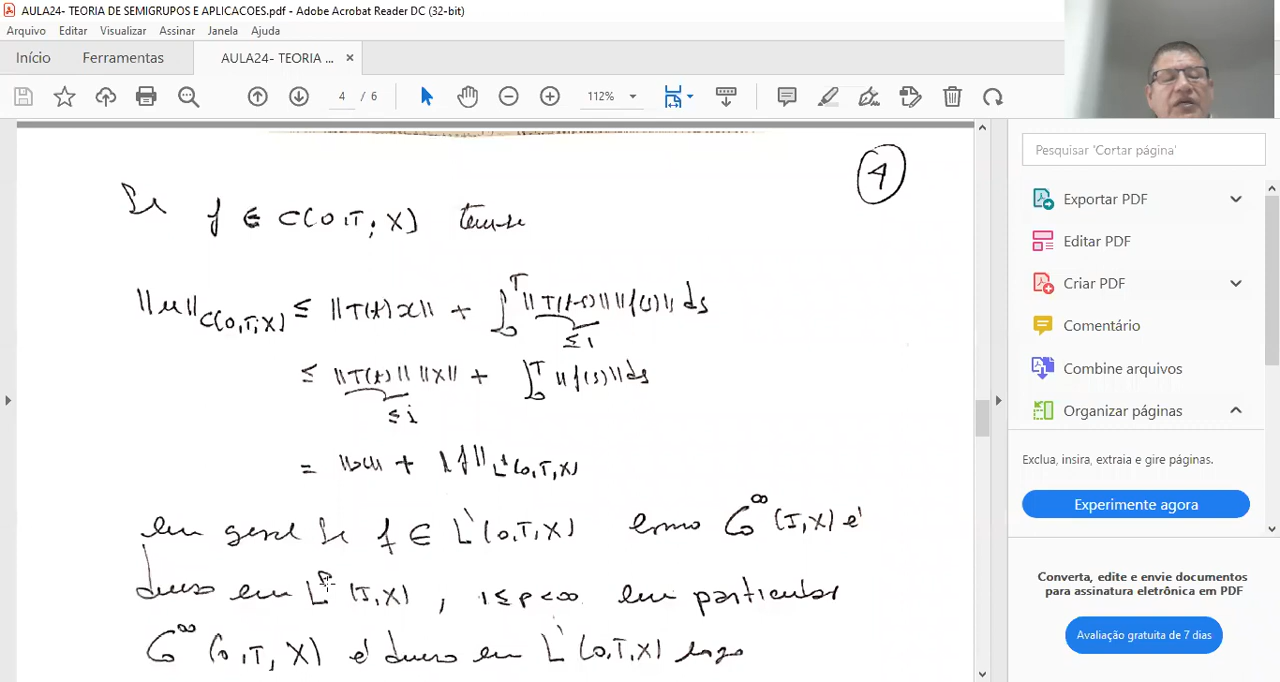 AULA24- TEORIA DE SEMIGRUPOS E APLICACOES.pdf - Adobe Acrobat Reader DC (32-bit)
Arquivo Editar Visualizar Assinar Janela Ajuda
Início Ferramentas AULA24- TEORIA ... ×
4 / 6 112%
Pesquisar 'Cortar página'
Exportar PDF
Editar PDF
Criar PDF
Comentário
Combine arquivos
Organizar páginas
Exclua, insira, extraia e gire páginas.
Experimente agora
Converta, edite e envie documentos
para assinatura eletrônica em PDF
Avaliação gratuita de 7 dias
4
Se f ∈ C(0,T; X) tem-se
||u||C(0,T;X) ≤ ||T(t)x|| + ∫₀ᵀ ||T(t-s)|| ||f(s)|| ds
≤ 1
≤ ||T(t)|| ||x|| + ∫₀ᵀ ||f(s)|| ds
≤ 1
= ||x|| + ||f||L¹(0,T,X)
em geral se f ∈ L¹(0,T,X) como C₀^∞(I,X) é
denso em Lᵖ(I,X), 1≤p<∞ em particular
C₀^∞(0,T,X) é denso em L¹(0,T,X) logo